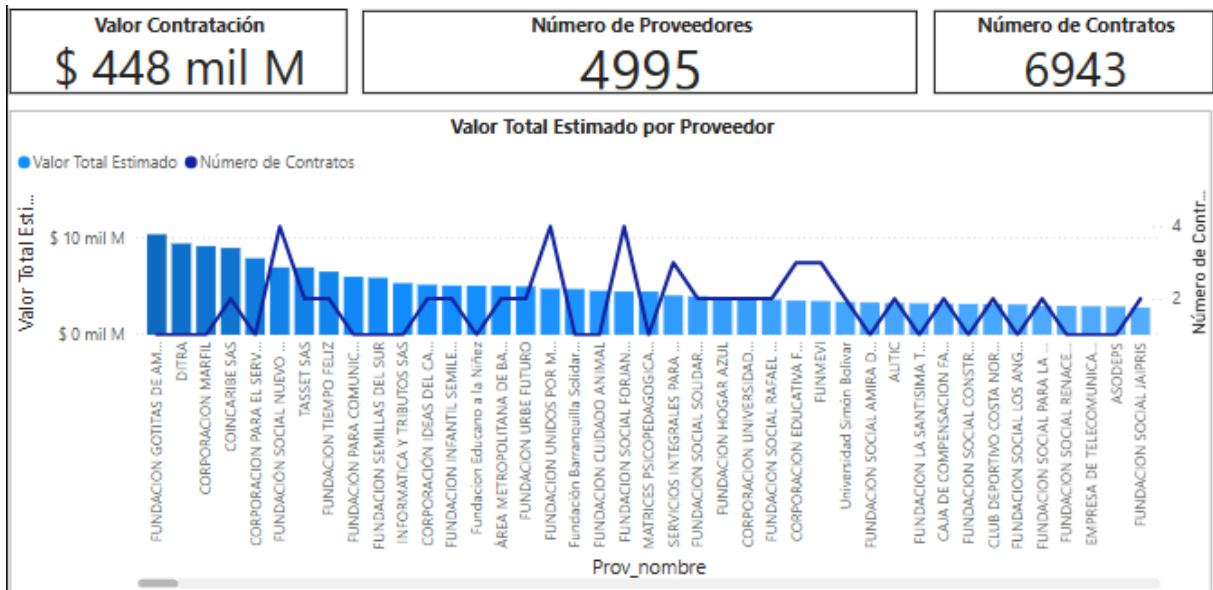 Valor Contratación
$ 448 mil M
Número de Proveedores
4995
Número de Contratos
6943
Valor Total Estimado por Proveedor
Valor Total Estimado
Número de Contratos
Valor Total Esti...
$ 10 mil M
$ 0 mil M
4
2
Número de Contr...
FUNDACION GOTITAS DE AM...
DITRA
CORPORACION MARFIL
COINCARIBE SAS
CORPORACION PARA EL SERV...
FUNDACIÓN SOCIAL NUEVO ...
TASSET SAS
FUNDACION TIEMPO FELIZ
FUNDACIÓN PARA COMUNIC...
FUNDACION SEMILLAS DEL SUR
INFORMATICA Y TRIBUTOS SAS
CORPORACIÓN IDEAS DEL CA...
FUNDACION INFANTIL SEMILE...
Fundacion Educano a la Niñez
ÁREA METROPOLITANA DE BA...
FUNDACION URBE FUTURO
FUNDACION UNIDOS POR M...
Fundación Barranquilla Solidar...
FUNDACION CUIDADO ANIMAL
FUNDACION SOCIAL FORJAN...
MATRICES PSICOPEDAGOGICA...
SERVICIOS INTEGRALES PARA ...
FUNDACION SOCIAL SOLIDAR...
FUNDACION HOGAR AZUL
CORPORACION UNIVERSIDAD...
FUNDACION SOCIAL RAFAEL ...
CORPORACION EDUCATIVA F...
FUNMEVI
Universidad Simón Bolivar
FUNDACION SOCIAL AMIRA D...
ALITIC
FUNDACION LA SANTISIMA T...
CAJA DE COMPENSACION FA...
FUNDACION SOCIAL CONSTR...
CLUB DEPORTIVO COSTA NOR...
FUNDACION SOCIAL LOS ANG...
FUNDACION SOCIAL PARA LA ...
FUNDACION SOCIAL RENACE...
EMPRESA DE TELECOMUNICA...
ASODEPS
FUNDACION SOCIAL JAIPRIS
Prov_nombre